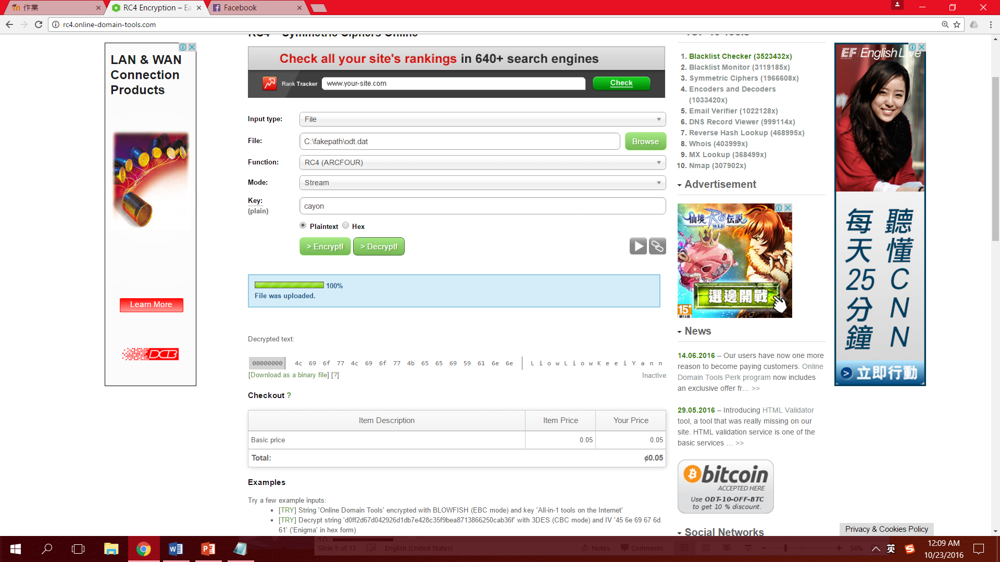 作業
RC4 Encryption – Ea
Facebook
rc4.online-domain-tools.com
LAN & WAN
Connection
Products
Learn More
DCB
RC4 – Symmetric Ciphers Online
Check all your site's rankings in 640+ search engines
Rank Tracker
www.your-site.com
Check
Input type:
File
File:
C:\fakepath\odt.dat
Browse
Function:
RC4 (ARCFOUR)
Mode:
Stream
Key:
(plain)
cayon
Plaintext
Hex
> Encrypt!
> Decrypt!
100%
File was uploaded.
Decrypted text:
00000000 4c 69 6f 77 4c 69 6f 77 4b 65 65 69 59 61 6e 6e L i o w L i o w K e e i Y a n n
[Download as a binary file] [?]
Inactive
Checkout ?
Item Description Item Price Your Price
Basic price 0.05 0.05
Total: ¢0.05
Examples
Try a few example inputs:
[TRY] String 'Online Domain Tools' encrypted with BLOWFISH (EBC mode) and key 'All-in-1 tools on the Internet'
[TRY] Decrypt string 'd0ff2d67d042926d1db7e428c35f9bea8713866250cab36f' with 3DES (CBC mode) and IV '45 6e 69 67 6d
61' ('Enigma' in hex form)
TOP 10 Tools
1. Blacklist Checker (3523432x)
2. Blacklist Monitor (3119185x)
3. Symmetric Ciphers (1966608x)
4. Encoders and Decoders
(1033420x)
5. Email Verifier (1022128x)
6. DNS Record Viewer (999114x)
7. Reverse Hash Lookup (468995x)
8. Whois (403999x)
9. MX Lookup (368499x)
10. Nmap (307902x)
Advertisement
仙境RO伝説
WEB
選邊開戰
15+
輔15級
News
14.06.2016 – Our users have now one more
reason to become paying customers. Online
Domain Tools Perk program now includes
an exclusive offer fr… >>
29.05.2016 – Introducing HTML Validator
tool, a tool that was really missing on our
site. HTML validation service is one of the
basic services … >>
bitcoin
ACCEPTED HERE
Use ODT-10-OFF-BTC
to get 10 % discount.
Social Networks
EF English Live
聽懂CNN
每天25分鐘
立即行動
Privacy & Cookies Policy
Slide 5 of 12
English (United States)
Notes
Comments
54%
英
12:09 AM
10/23/2016